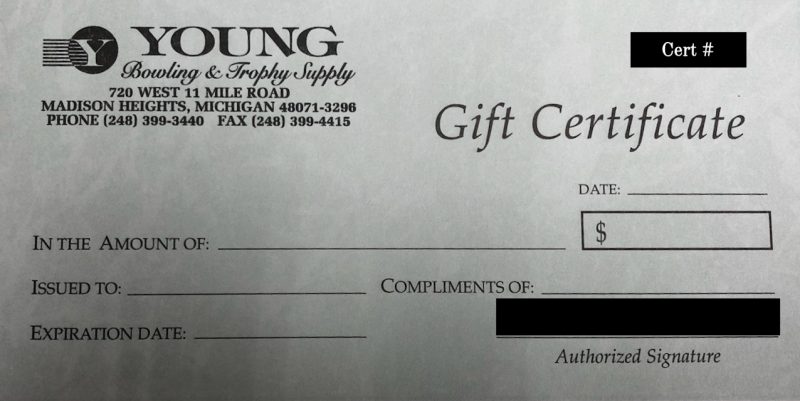 Y YOUNG
Bowling & Trophy Supply
720 WEST 11 MILE ROAD
MADISON HEIGHTS, MICHIGAN 48071-3296
PHONE (248) 399-3440 FAX (248) 399-4415
Cert #
Gift Certificate
DATE:
IN THE AMOUNT OF: $
ISSUED TO: COMPLIMENTS OF:
EXPIRATION DATE:
Authorized Signature